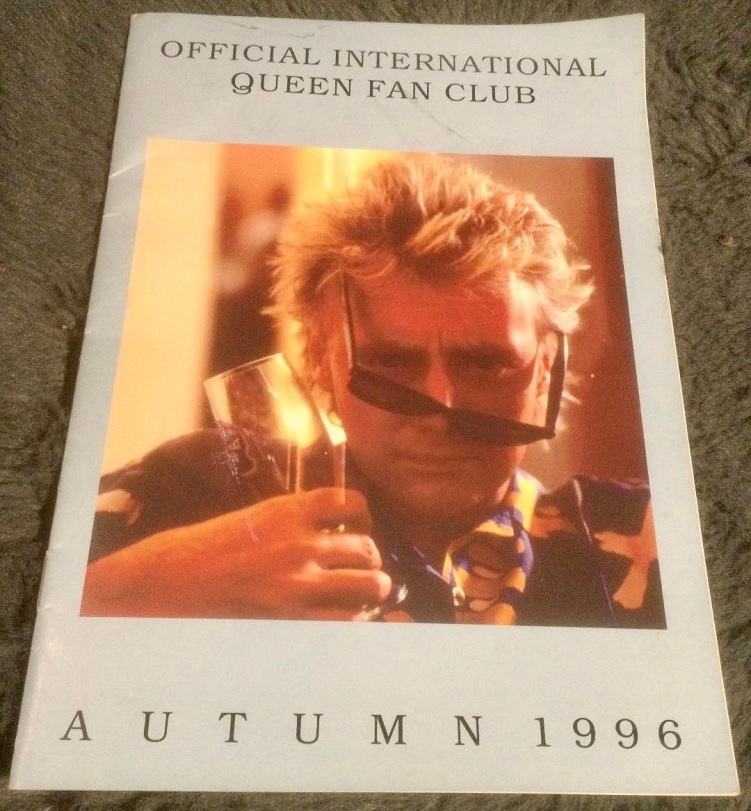 OFFICIAL INTERNATIONAL
QUEEN FAN CLUB
AUTUMN 1996